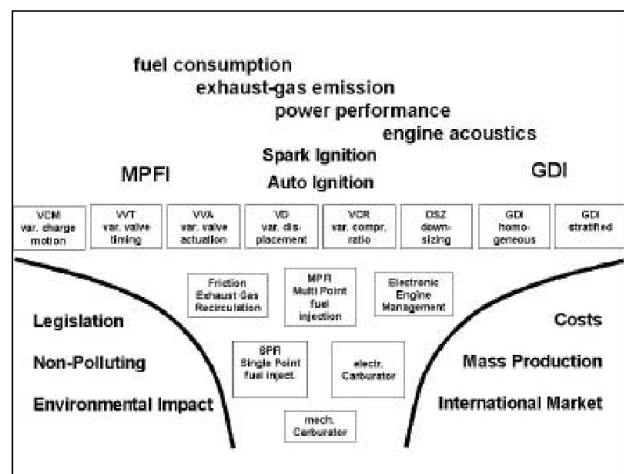 fuel consumption
exhaust-gas emission
power performance
engine acoustics
Spark Ignition
MPFI
GDI
Auto Ignition
VCM
var. charge
motion
VVT
var. valve
timing
VVA
var. valve
actuation
VD
var. dis-
placement
VCR
var. compr.
ratio
DSZ
down-
sizing
GDI
homo-
geneous
GDI
stratified
Friction
Exhaust Gas
Recirculation
MPFI
Multi Point
fuel
injection
Electronic
Engine
Management
Legislation
Non-Polluting
Environmental Impact
SPFI
Single Point
fuel inject.
electr.
Carburator
mech.
Carburator
Costs
Mass Production
International Market